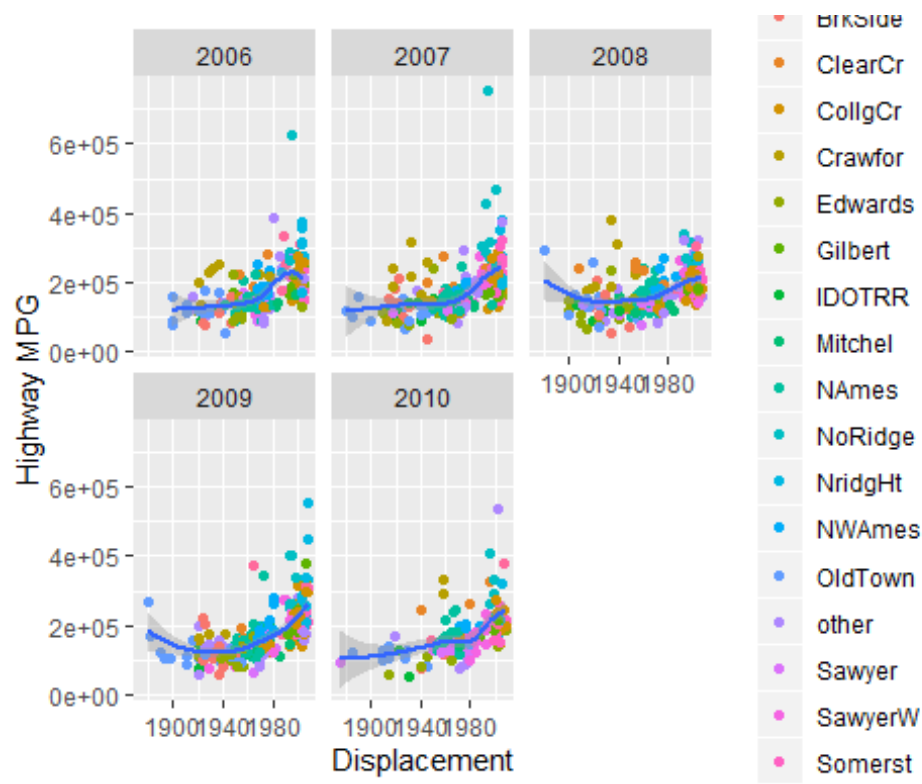 2006
2007
2008
Highway MPG
6e+05
4e+05
2e+05
0e+00
1900 1940 1980
2009
2010
6e+05
4e+05
2e+05
0e+00
1900 1940 1980
1900 1940 1980
Displacement
BrkSide
ClearCr
CollgCr
Crawfor
Edwards
Gilbert
IDOTRR
Mitchel
NAmes
NoRidge
NridgHt
NWAmes
OldTown
other
Sawyer
SawyerW
Somerst